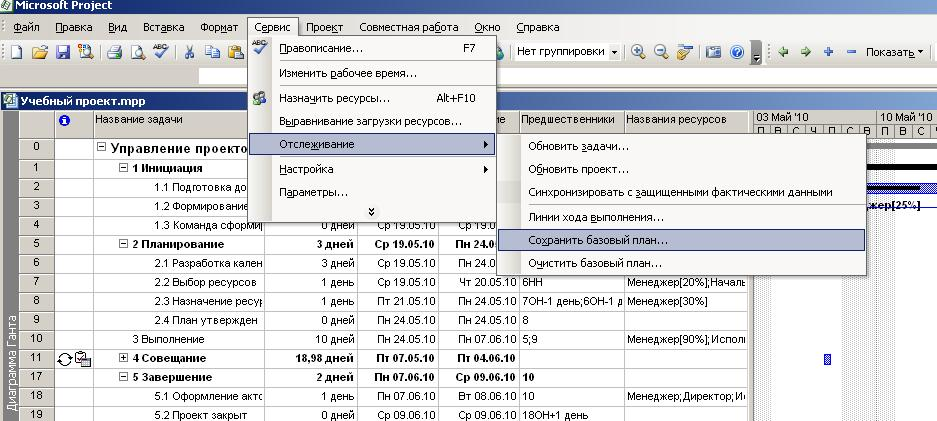 Microsoft Project
Файл Правка Вид Вставка Формат Сервис Проект Совместная работа Окно Справка
Нет группировки Показать
Правописание... F7
Изменить рабочее время...
Назначить ресурсы... Alt+F10
Выравнивание загрузки ресурсов...
Отслеживание
Настройка
Параметры...
Обновить задачи...
Обновить проект...
Синхронизировать с защищенными фактическими данными
Линии хода выполнения...
Сохранить базовый план...
Очистить базовый план...
Учебный проект.mpp
Название задачи Предшественники Названия ресурсов 03 Май '10 10 Май '10
П В С Ч П С В П В С Ч
0 Управление проекто
1 1 Инициация
2 1.1 Подготовка до
3 1.2 Формирование жер[25%]
4 1.3 Команда сформи 0 дней Ср 19.05.10 Ср 19.05.10
5 2 Планирование 3 дней Ср 19.05.10 Пн 24.0
6 2.1 Разработка кален 3 дней Ср 19.05.10 Пн 24.0
7 2.2 Выбор ресурсов 1 день Ср 19.05.10 Чт 20.05.10 6НН Менеджер[20%];Началь
8 2.3 Назначение ресур 1 день Пт 21.05.10 Пн 24.05.10 7ОН-1 день;6ОН-1 д Менеджер[30%]
9 2.4 План утвержден 0 дней Пн 24.05.10 Пн 24.05.10 8
10 3 Выполнение 10 дней Пн 24.05.10 Пн 07.06.10 5;9 Менеджер[90%];Испол
11 4 Совещание 18,98 дней Пт 07.05.10 Пт 04.06.10
17 5 Завершение 2 дней Пн 07.06.10 Ср 09.06.10 10
18 5.1 Оформление акто 1 день Пн 07.06.10 Вт 08.06.10 10 Менеджер;Директор;Ис
19 5.2 Проект закрыт 0 дней Ср 09.06.10 Ср 09.06.10 18ОН+1 день
Диаграмма Ганта